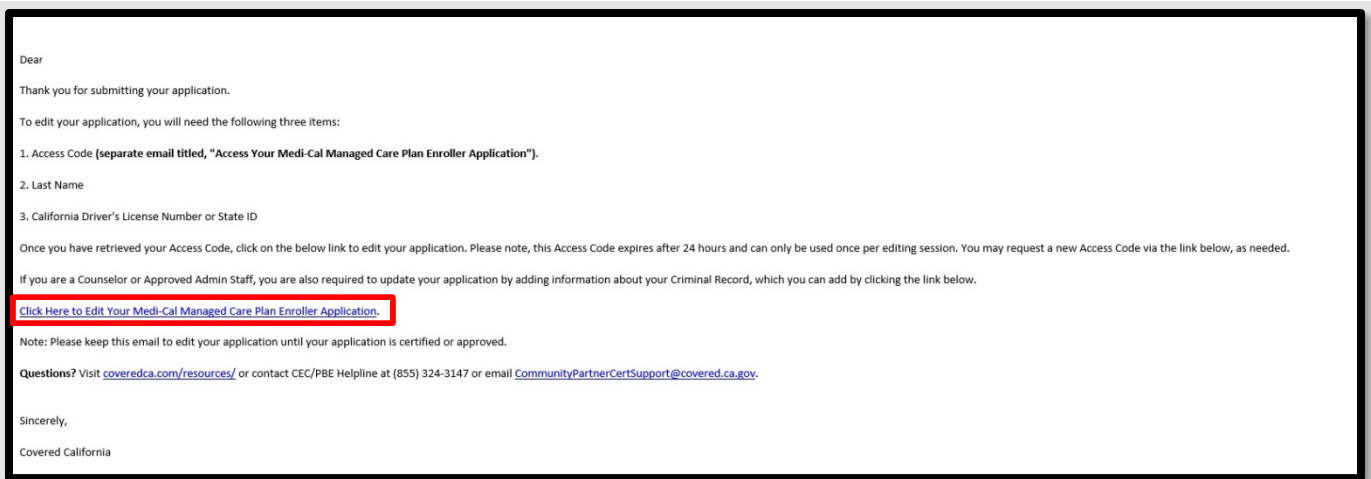 Dear
Thank you for submitting your application.
To edit your application, you will need the following three items:
1. Access Code (separate email titled, "Access Your Medi-Cal Managed Care Plan Enroller Application").
2. Last Name
3. California Driver's License Number or State ID
Once you have retrieved your Access Code, click on the below link to edit your application. Please note, this Access Code expires after 24 hours and can only be used once per editing session. You may request a new Access Code via the link below, as needed.
If you are a Counselor or Approved Admin Staff, you are also required to update your application by adding information about your Criminal Record, which you can add by clicking the link below.
Click Here to Edit Your Medi-Cal Managed Care Plan Enroller Application.
Note: Please keep this email to edit your application until your application is certified or approved.
Questions? Visit coveredca.com/resources/ or contact CEC/PBE Helpline at (855) 324-3147 or email CommunityPartnerCertSupport@covered.ca.gov.
Sincerely,
Covered California